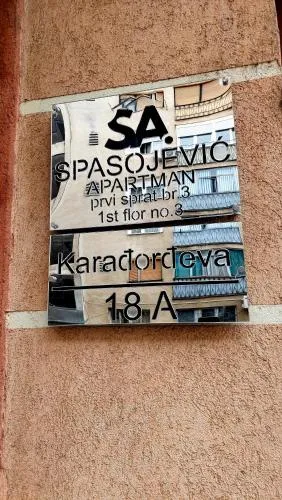 SA.
SPASOJEVIĆ
APARTMAN
prvi sprat br.3
1st flor no.3
Karađorđeva
18 A